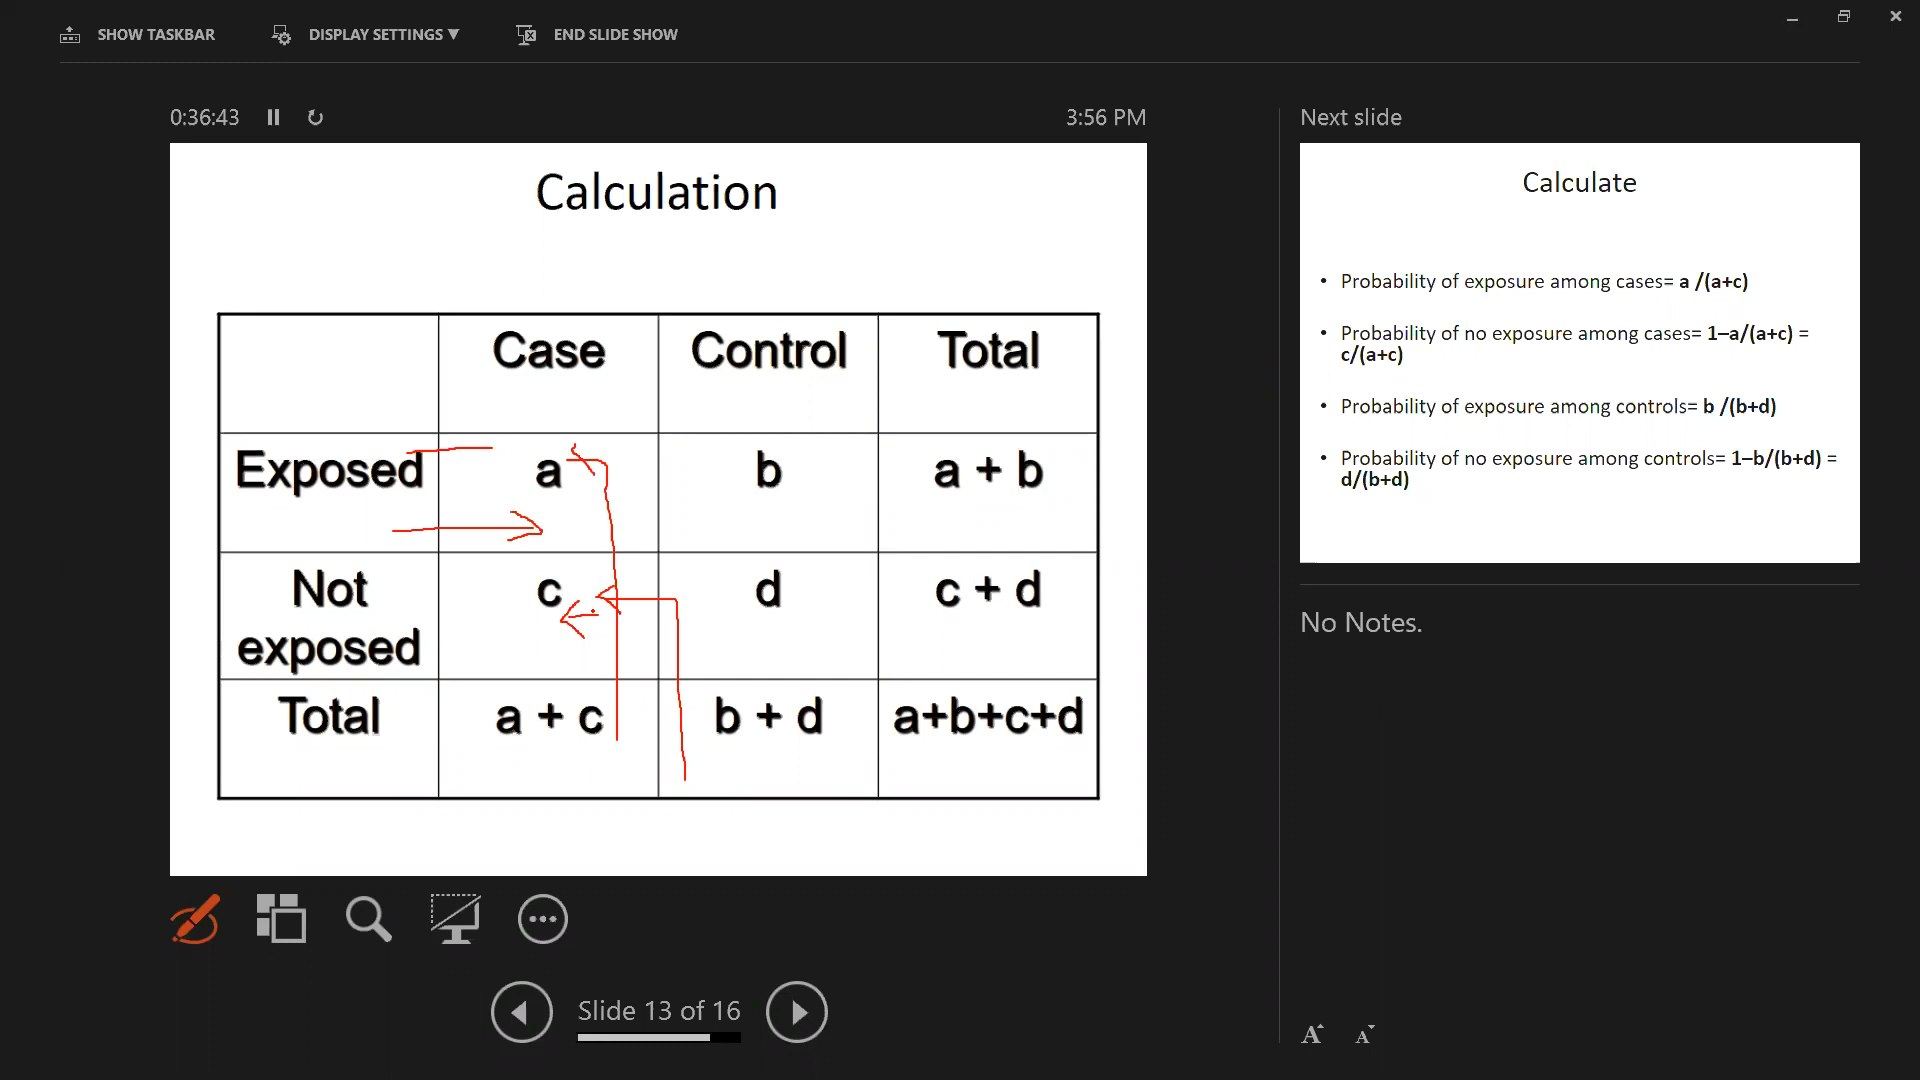 SHOW TASKBAR DISPLAY SETTINGS ▼ END SLIDE SHOW
0:36:43 3:56 PM
Calculation
Case Control Total
Exposed a b a + b
Not
exposed c d c + d
Total a + c b + d a+b+c+d
Slide 13 of 16
Next slide
Calculate
• Probability of exposure among cases= a /(a+c)
• Probability of no exposure among cases= 1–a/(a+c) =
c/(a+c)
• Probability of exposure among controls= b /(b+d)
• Probability of no exposure among controls= 1–b/(b+d) =
d/(b+d)
No Notes.
A A